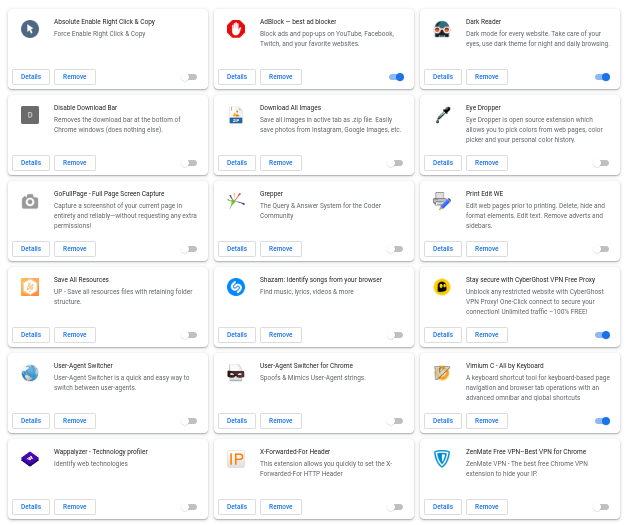 Absolute Enable Right Click & Copy
Force Enable Right Click & Copy
Details
Remove
AdBlock — best ad blocker
Block ads and pop-ups on YouTube, Facebook,
Twitch, and your favorite websites.
Details
Remove
Dark Reader
Dark mode for every website. Take care of your
eyes, use dark theme for night and daily browsing.
Details
Remove
D
Disable Download Bar
Removes the download bar at the bottom of
Chrome windows (does nothing else).
Details
Remove
ZIP
Download All Images
Save all images in active tab as .zip file. Easily
save photos from Instagram, Google Images, etc.
Details
Remove
Eye Dropper
Eye Dropper is open source extension which
allows you to pick colors from web pages, color
picker and your personal color history.
Details
Remove
GoFullPage - Full Page Screen Capture
Capture a screenshot of your current page in
entirety and reliably—without requesting any extra
permissions!
Details
Remove
Grepper
The Query & Answer System for the Coder
Community
Details
Remove
Print Edit WE
Edit web pages prior to printing. Delete, hide and
format elements. Edit text. Remove adverts and
sidebars.
Details
Remove
Save All Resources
UP - Save all resources files with retaining folder
structure.
Details
Remove
Shazam: Identify songs from your browser
Find music, lyrics, videos & more
Details
Remove
Stay secure with CyberGhost VPN Free Proxy
Unblock any restricted website with CyberGhost
VPN Proxy! One-Click connect to secure your
connection! Unlimited traffic –100% FREE!
Details
Remove
User-Agent Switcher
User-Agent Switcher is a quick and easy way to
switch between user-agents.
Details
Remove
User-Agent Switcher for Chrome
Spoofs & Mimics User-Agent strings.
Details
Remove
Vimium C - All by Keyboard
A keyboard shortcut tool for keyboard-based page
navigation and browser tab operations with an
advanced omnibar and global shortcuts
Details
Remove
Wappalyzer - Technology profiler
Identify web technologies
Details
Remove
IP
X-Forwarded-For Header
This extension allows you quickly to set the X-
Forwarded-For HTTP Header
Details
Remove
ZenMate Free VPN–Best VPN for Chrome
ZenMate VPN - The best free Chrome VPN
extension to hide your IP.
Details
Remove